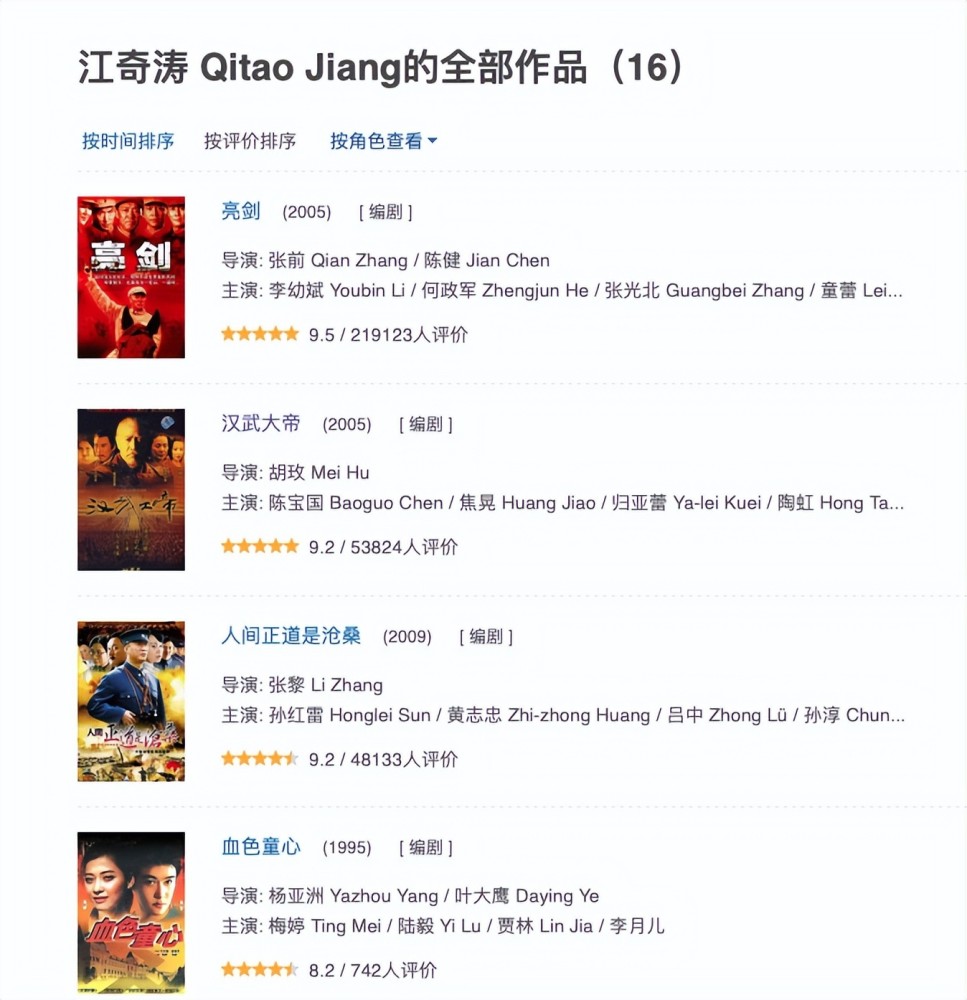 江奇涛 Qitao Jiang的全部作品（16）
按时间排序 按评价排序 按角色查看
亮剑 (2005) [ 编剧 ]
亮剑
导演: 张前 Qian Zhang / 陈健 Jian Chen
主演: 李幼斌 Youbin Li / 何政军 Zhengjun He / 张光北 Guangbei Zhang / 童蕾 Lei...
9.5 / 219123人评价
汉武大帝 (2005) [ 编剧 ]
汉武大帝
导演: 胡玫 Mei Hu
主演: 陈宝国 Baoguo Chen / 焦晃 Huang Jiao / 归亚蕾 Ya-lei Kuei / 陶虹 Hong Ta...
9.2 / 53824人评价
人间正道是沧桑 (2009) [ 编剧 ]
导演: 张黎 Li Zhang
主演: 孙红雷 Honglei Sun / 黄志忠 Zhi-zhong Huang / 吕中 Zhong Lü / 孙淳 Chun...
人间正道是沧桑
9.2 / 48133人评价
血色童心 (1995) [ 编剧 ]
导演: 杨亚洲 Yazhou Yang / 叶大鹰 Daying Ye
主演: 梅婷 Ting Mei / 陆毅 Yi Lu / 贾林 Lin Jia / 李月儿
血色童心
8.2 / 742人评价